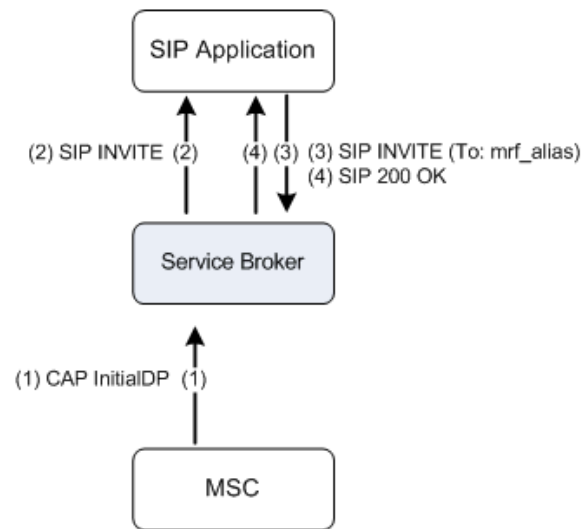 SIP Application
(2) SIP INVITE (2)
(4) (3) (3) SIP INVITE (To: mrf_alias)
(4) SIP 200 OK
Service Broker
(1) CAP InitialDP (1)
MSC